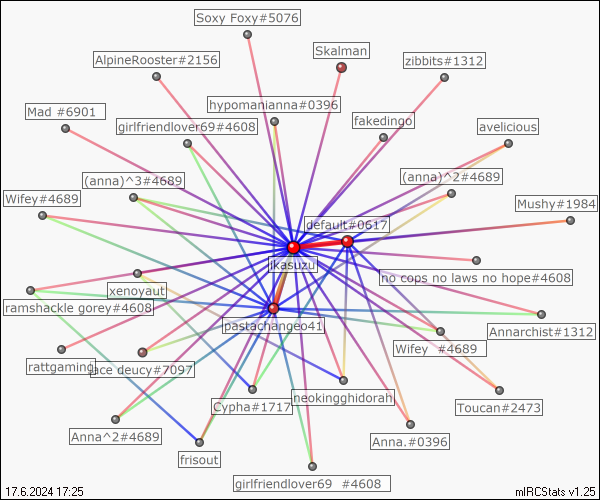 Soxy Foxy#5076
Skalman
AlpineRooster#2156
zibbits#1312
hypomanianna#0396
Mad #6901
fakedingo
girlfriendlover69#4608
avelicious
(anna)^3#4689
(anna)^2#4689
Wifey#4689
Mushy#1984
default#0617
ikasuzu
no cops no laws no hope#4608
xenoyaut
ramshackle gorey#4608
pastachangeo41
Annarchist#1312
Wifey #4689
rattgaming
ace deucy#7097
neokingghidorah
Cypha#1717
Toucan#2473
Anna^2#4689
Anna.#0396
frisout
girlfriendlover69 #4608
17.6.2024 17:25
mIRCStats v1.25